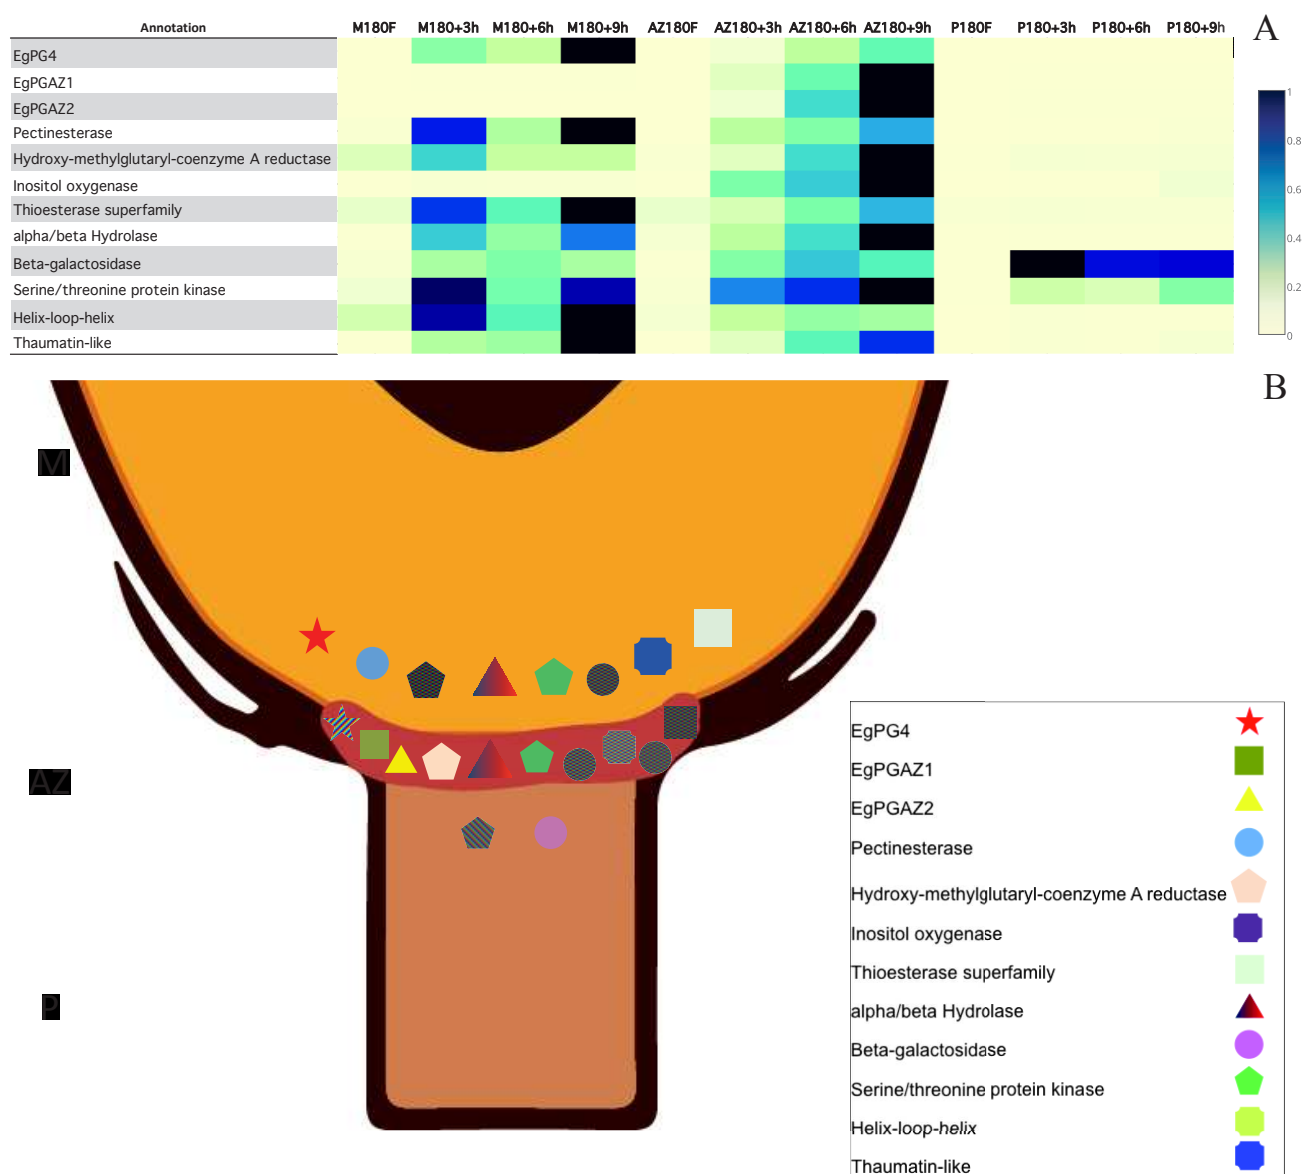 A
Annotation M180F M180+3h M180+6h M180+9h AZ180F AZ180+3h AZ180+6h AZ180+9h P180F P180+3h P180+6h P180+9h
EgPG4
EgPGAZ1
EgPGAZ2
Pectinesterase
Hydroxy-methylglutaryl-coenzyme A reductase
Inositol oxygenase
Thioesterase superfamily
alpha/beta Hydrolase
Beta-galactosidase
Serine/threonine protein kinase
Helix-loop-helix
Thaumatin-like
1
0.8
0.6
0.4
0.2
0
B
M
AZ
P
EgPG4
EgPGAZ1
EgPGAZ2
Pectinesterase
Hydroxy-methylglutaryl-coenzyme A reductase
Inositol oxygenase
Thioesterase superfamily
alpha/beta Hydrolase
Beta-galactosidase
Serine/threonine protein kinase
Helix-loop-helix
Thaumatin-like